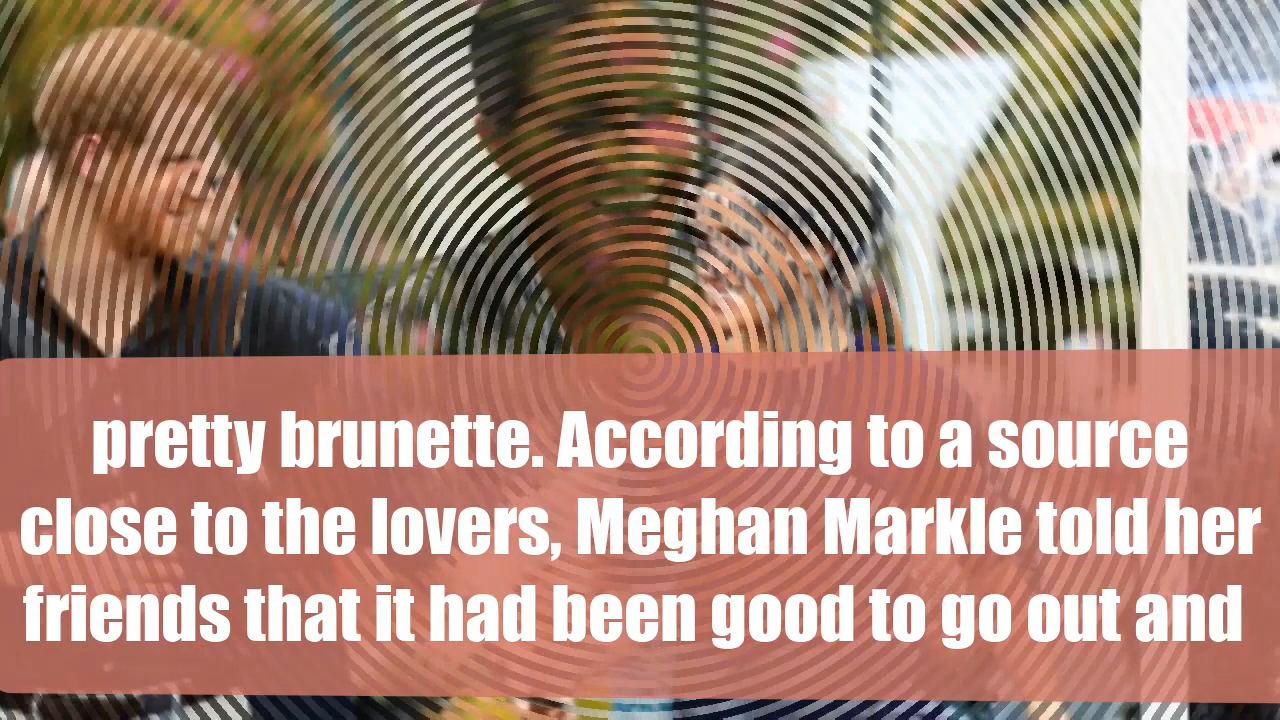 pretty brunette. According to a source
close to the lovers, Meghan Markle told her
friends that it had been good to go out and